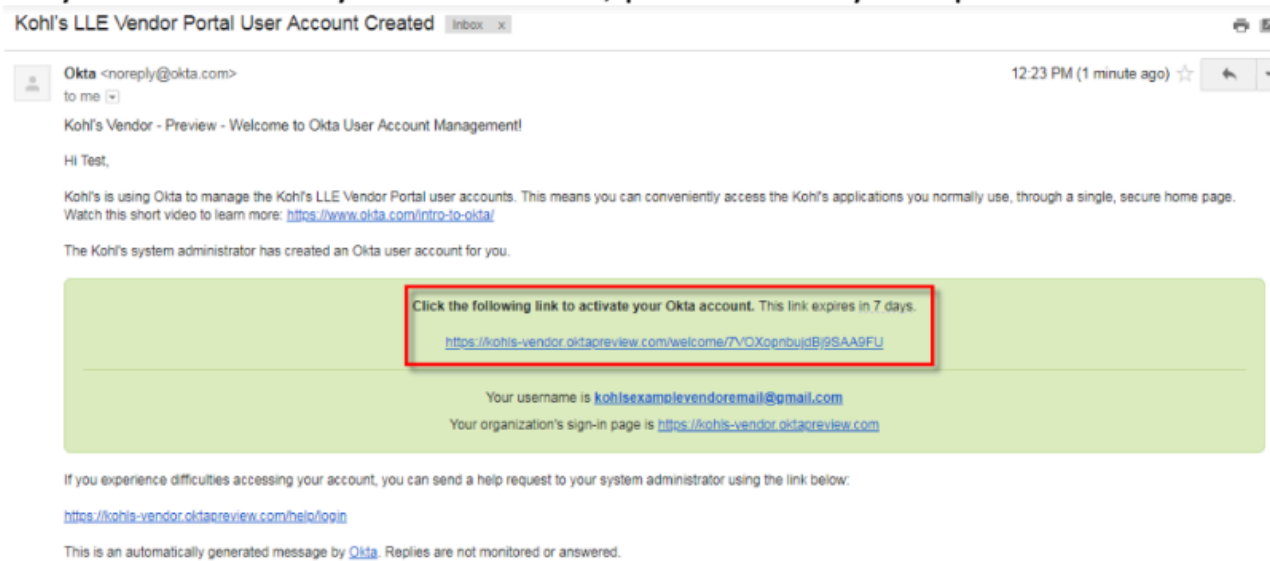 Kohl's LLE Vendor Portal User Account Created Inbox x
Okta <noreply@okta.com> 12:23 PM (1 minute ago)
to me
Kohl's Vendor - Preview - Welcome to Okta User Account Management!
Hi Test,
Kohl's is using Okta to manage the Kohl's LLE Vendor Portal user accounts. This means you can conveniently access the Kohl's applications you normally use, through a single, secure home page.
Watch this short video to learn more: https://www.okta.com/intro-to-okta/
The Kohl's system administrator has created an Okta user account for you.
Click the following link to activate your Okta account. This link expires in 7 days.
https://kohls-vendor.oktapreview.com/welcome/7VOXopnbujdBj9SAA9FU
Your username is kohlsexamplevendoremail@gmail.com
Your organization's sign-in page is https://kohls-vendor.oktapreview.com
If you experience difficulties accessing your account, you can send a help request to your system administrator using the link below:
https://kohls-vendor.oktapreview.com/help/login
This is an automatically generated message by Okta. Replies are not monitored or answered.